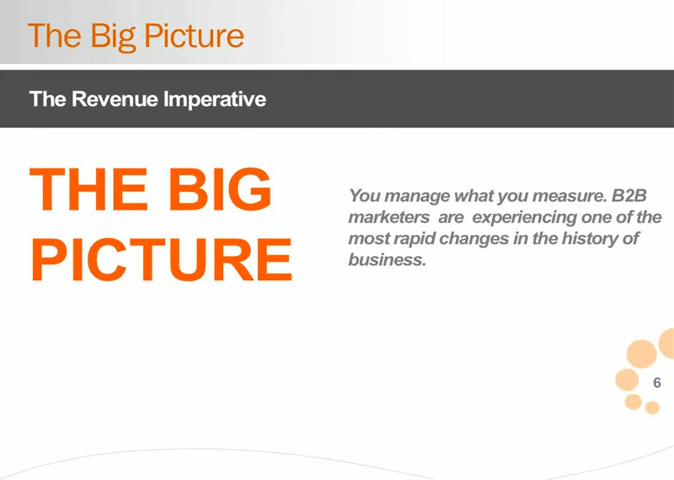 The Big Picture
The Revenue Imperative
THE BIG
PICTURE
You manage what you measure. B2B
marketers are experiencing one of the
most rapid changes in the history of
business.
6